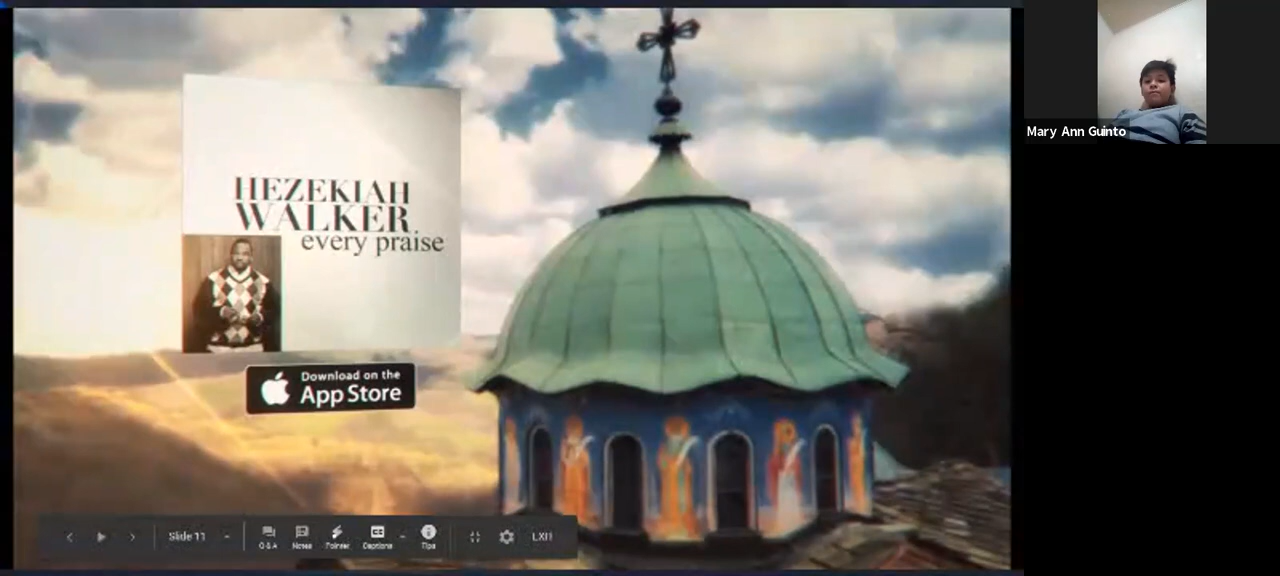 HEZEKIAH
WALKER
every praise
Download on the
App Store
Mary Ann Guinto
Slide 11
Q & A
Notes
Pointer
Captions
Tips